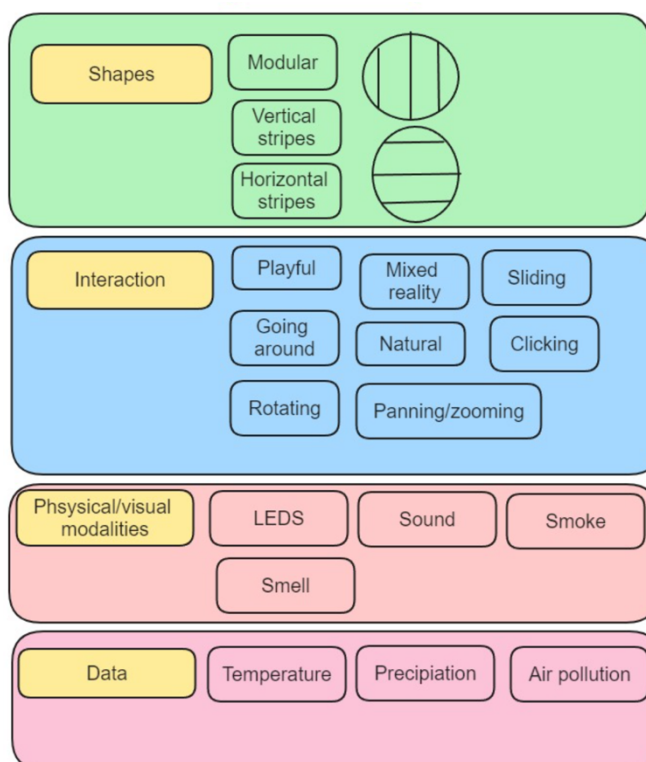 Shapes
Modular
Vertical
stripes
Horizontal
stripes
Interaction
Playful
Mixed
reality
Sliding
Going
around
Natural
Clicking
Rotating
Panning/zooming
Phsysical/visual
modalities
LEDS
Sound
Smoke
Smell
Data
Temperature
Precipiation
Air pollution